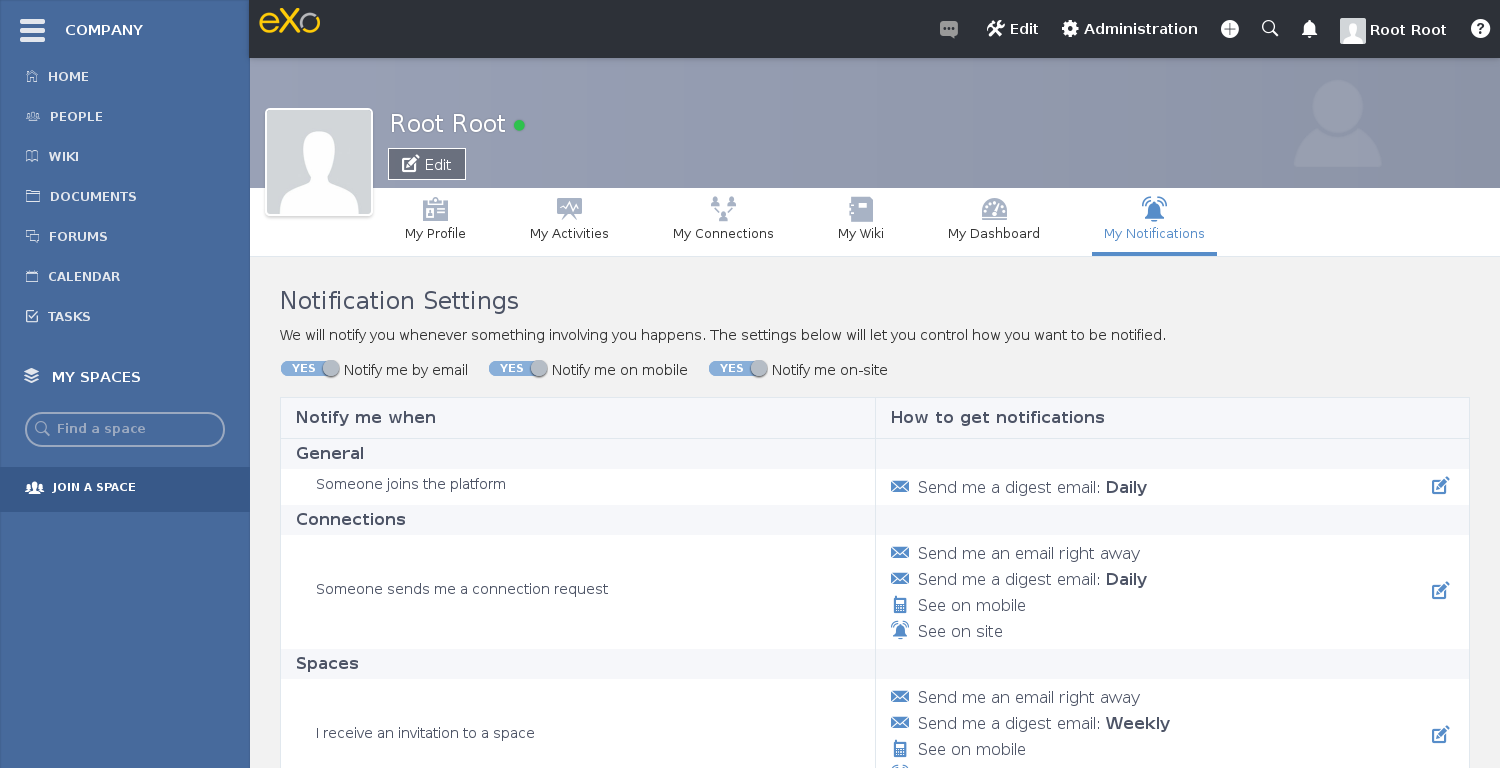 COMPANY
eXo
Edit
Administration
Root Root
HOME
PEOPLE
WIKI
DOCUMENTS
FORUMS
CALENDAR
TASKS
MY SPACES
Find a space
JOIN A SPACE
Root Root
Edit
My Profile
My Activities
My Connections
My Wiki
My Dashboard
My Notifications
Notification Settings
We will notify you whenever something involving you happens. The settings below will let you control how you want to be notified.
YES Notify me by email YES Notify me on mobile YES Notify me on-site
Notify me when How to get notifications
General
Someone joins the platform
Send me a digest email: Daily
Connections
Someone sends me a connection request
Send me an email right away
Send me a digest email: Daily
See on mobile
See on site
Spaces
I receive an invitation to a space
Send me an email right away
Send me a digest email: Weekly
See on mobile